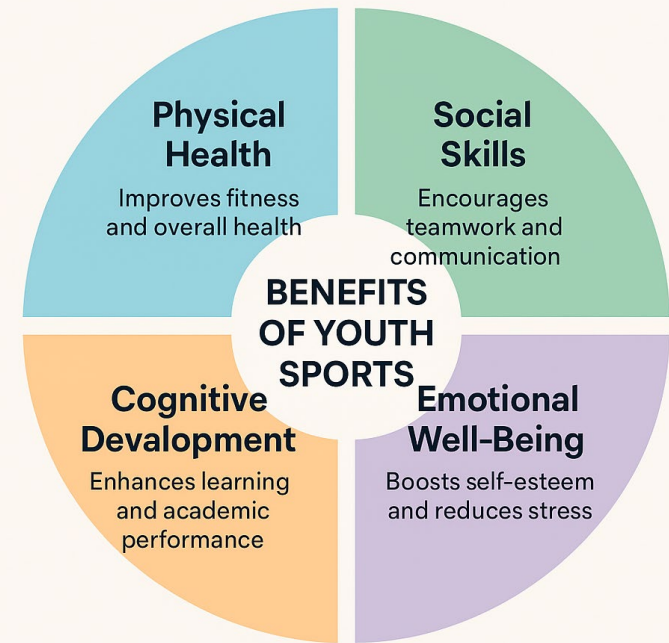 Physical
Health
Improves fitness
and overall health
Social
Skills
Encourages
teamwork and
communication
BENEFITS
OF YOUTH
SPORTS
Cognitive
Devalopment
Enhances learning
and academic
performance
Emotional
Well-Being
Boosts self-esteem
and reduces stress